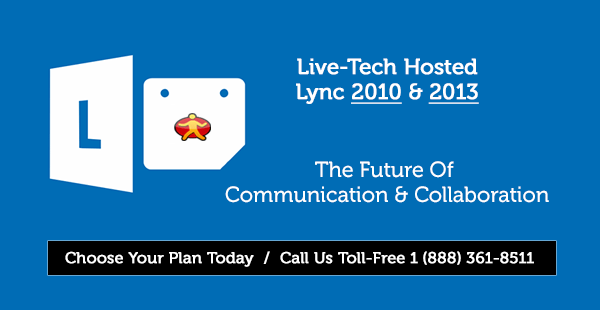 L
Live-Tech Hosted
Lync 2010 & 2013
The Future Of
Communication & Collaboration
Choose Your Plan Today / Call Us Toll-Free 1 (888) 361-8511